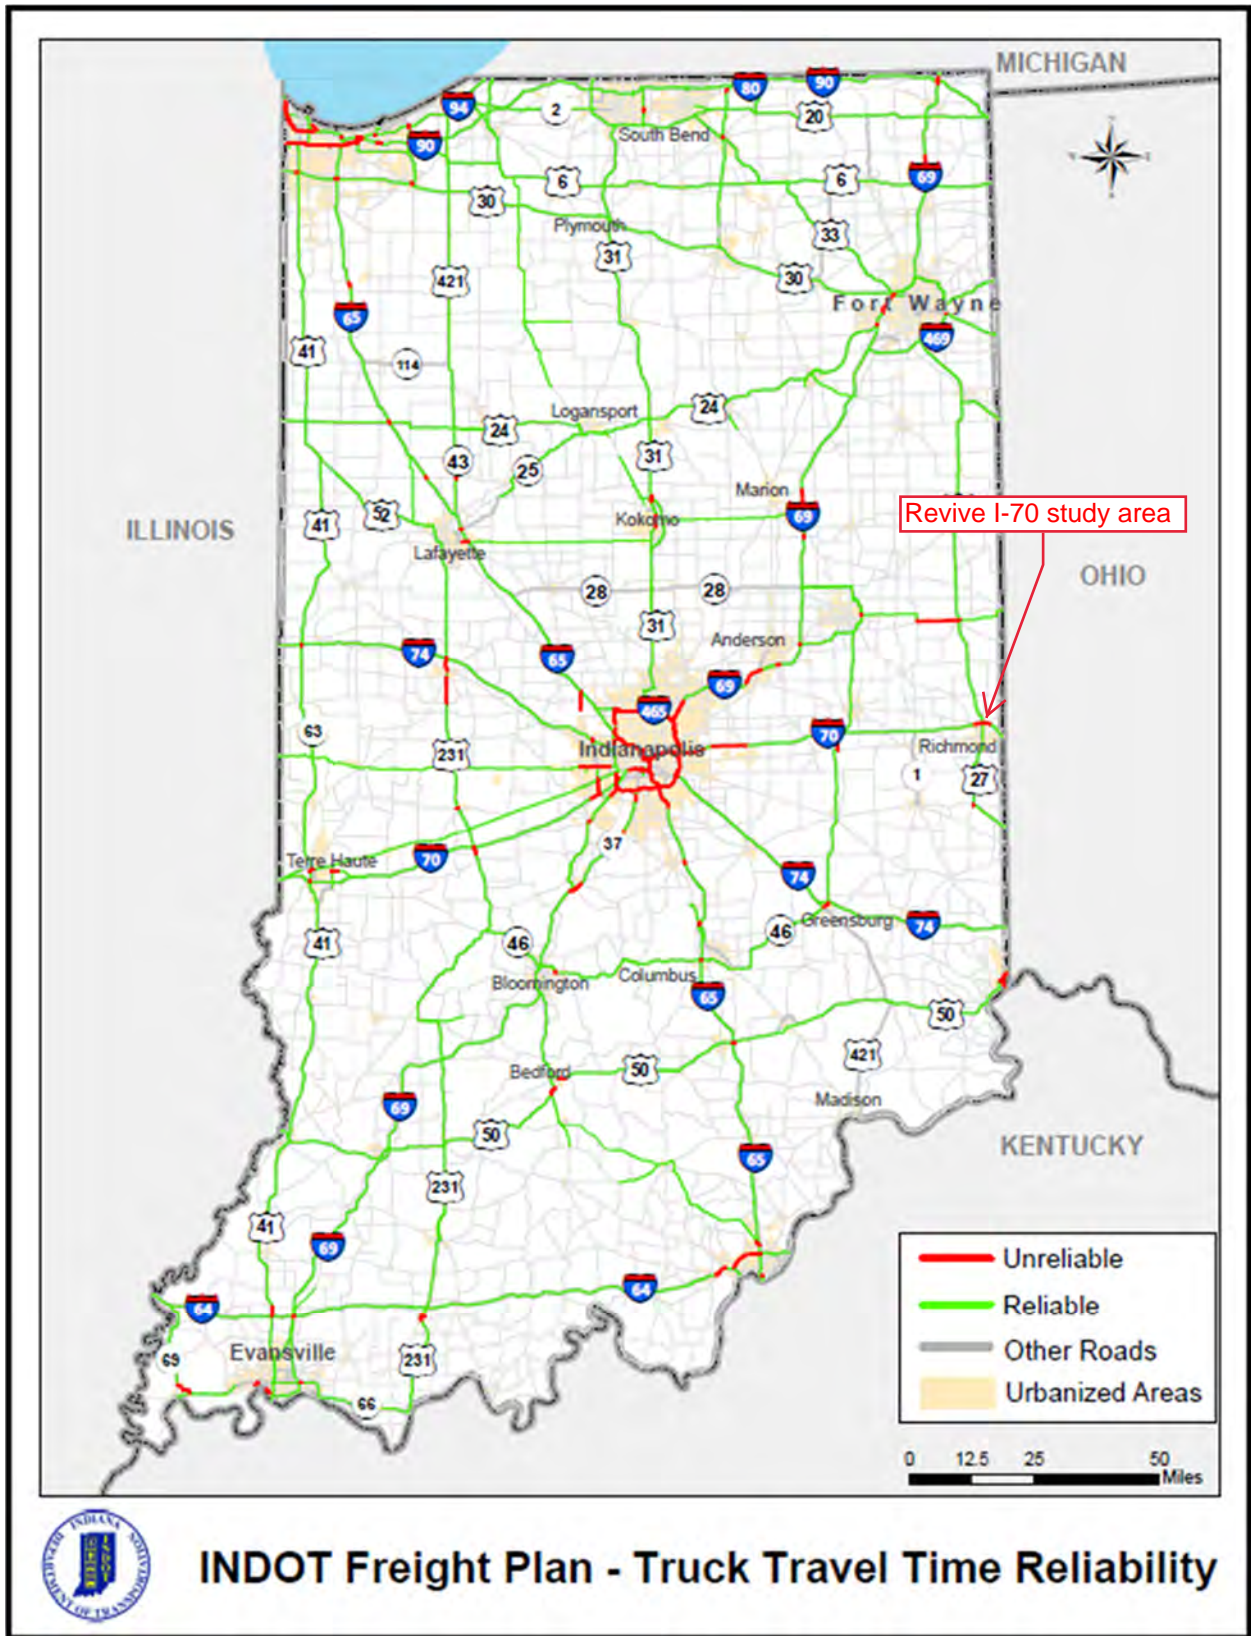 MICHIGAN
94
80
90
2
20
South Bend
90
6
6
69
30
Plymouth
33
31
421
30
Fort Wayne
65
469
41
114
Logansport
24
24
43
25
31
Marion
52
41
Kokomo
69
Revive I-70 study area
ILLINOIS
Lafayette
OHIO
28
28
31
Anderson
74
65
69
465
63
70
Indianapolis
Richmond
231
1
27
37
Terre Haute
70
74
Greensburg
46
74
41
46
Bloomington
Columbus
65
50
421
Bedford
50
Madison
69
50
KENTUCKY
65
231
41
69
Unreliable
64
64
Reliable
Evansville
69
231
Other Roads
Urbanized Areas
66
0 12.5 25 50
Miles
INDIANA
DEPARTMENT OF TRANSPORTATION
INDOT Freight Plan - Truck Travel Time Reliability